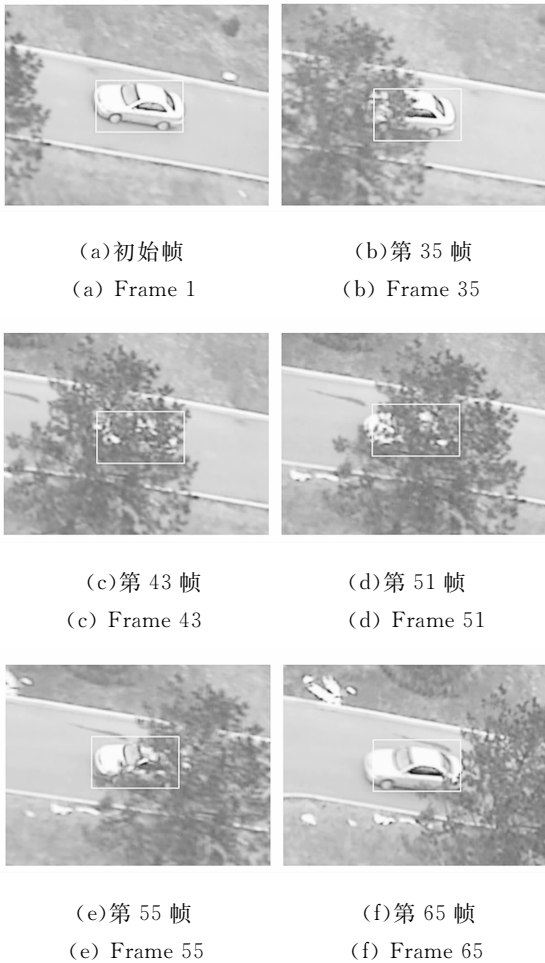 (a)初始帧
(b)第 35 帧
(a) Frame 1
(b) Frame 35
(c)第 43 帧
(d)第 51 帧
(c) Frame 43
(d) Frame 51
(e)第 55 帧
(f)第 65 帧
(e) Frame 55
(f) Frame 65